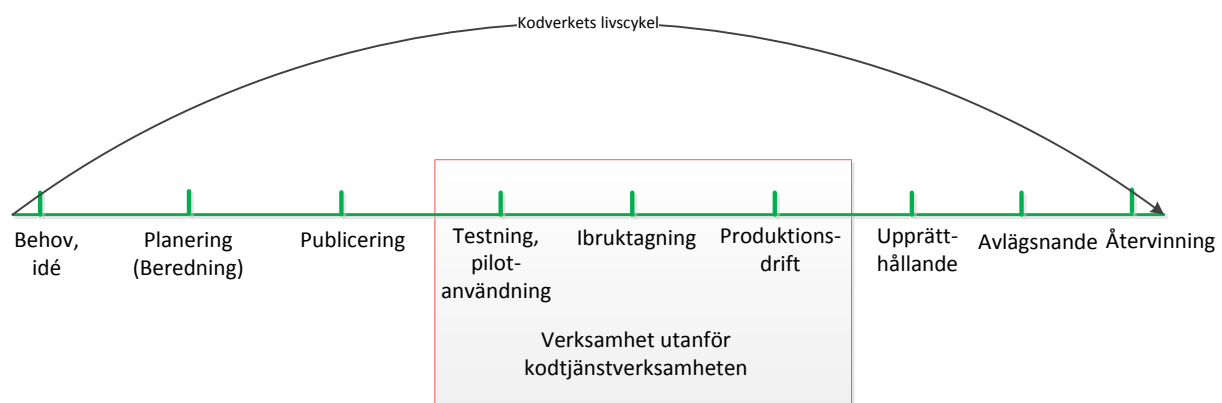 Kodverkets livscykel
Behov,
idé
Planering
(Beredning)
Publicering
Testning,
pilot-
användning
Ibruktagning
Produktions-
drift
Upprätt-
hållande
Avlägsnande
Återvinning
Verksamhet utanför
kodtjänstverksamheten